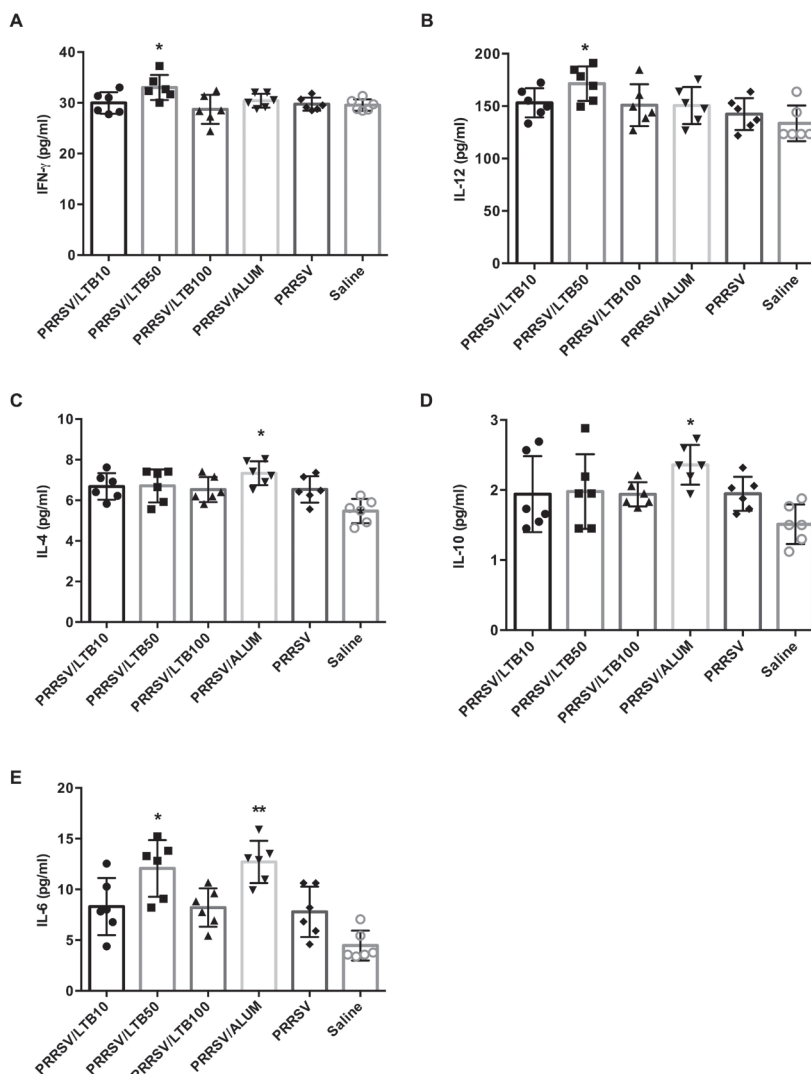 A
*
40
30
20
10
0
IFN-γ (pg/ml)
PRRSV/LTB10
PRRSV/LTB50
PRRSV/LTB100
PRRSV/ALUM
PRRSV
Saline
B
*
200
150
100
50
0
IL-12 (pg/ml)
PRRSV/LTB10
PRRSV/LTB50
PRRSV/LTB100
PRRSV/ALUM
PRRSV
Saline
C
*
10
8
6
4
2
0
IL-4 (pg/ml)
PRRSV/LTB10
PRRSV/LTB50
PRRSV/LTB100
PRRSV/ALUM
PRRSV
Saline
D
*
3
2
1
0
IL-10 (pg/ml)
PRRSV/LTB10
PRRSV/LTB50
PRRSV/LTB100
PRRSV/ALUM
PRRSV
Saline
E
* **
20
15
10
5
0
IL-6 (pg/ml)
PRRSV/LTB10
PRRSV/LTB50
PRRSV/LTB100
PRRSV/ALUM
PRRSV
Saline